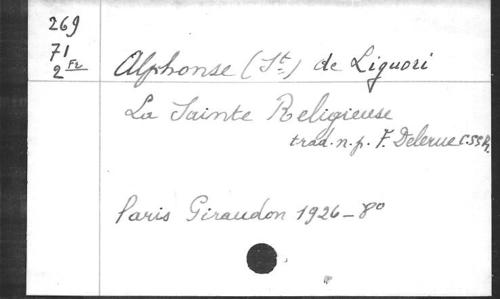 269
71
2 Fr
Alphonse (St.) de Liguori
La Sainte Religieuse
trad. n. p. F. Delerue C.SS.R.
Paris Giraudon 1926 - 8°